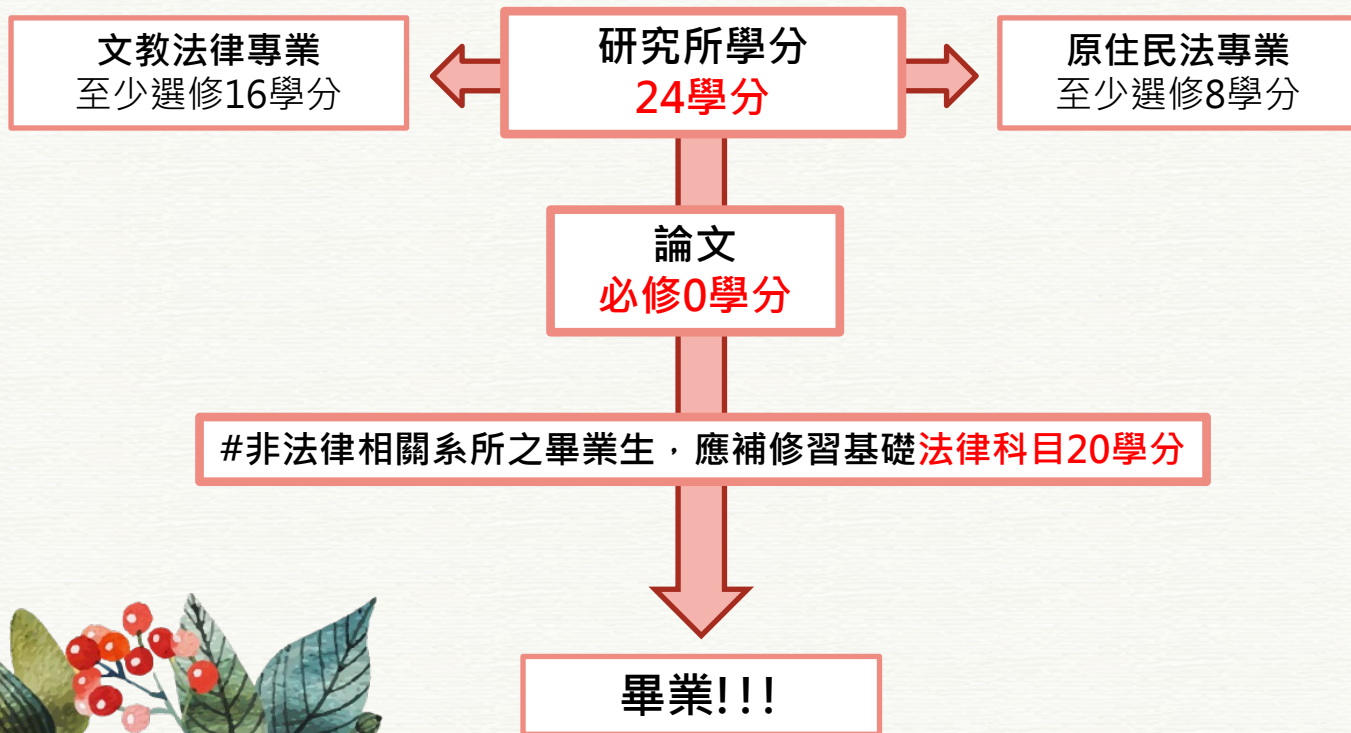 文教法律專業
至少選修16學分
研究所學分
24學分
原住民法專業
至少選修8學分
論文
必修0學分
#非法律相關系所之畢業生，應補修習基礎法律科目20學分
畢業!!!